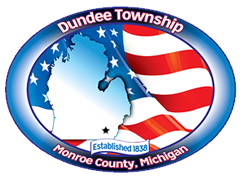 Dundee Township
Established 1838
Monroe County, Michigan